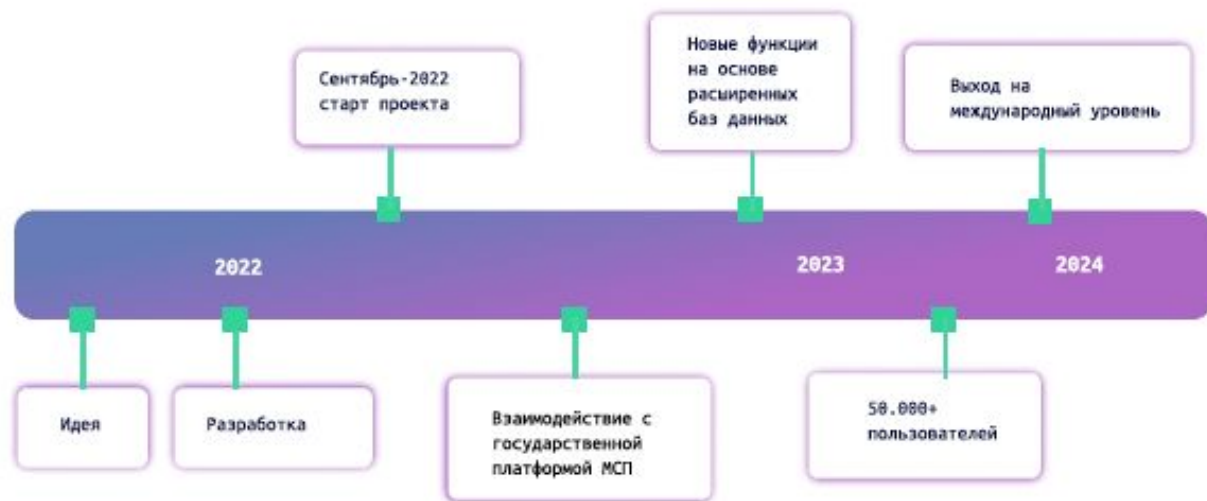 Сентябрь-2022
старт проекта
Новые функции
на основе
расширенных
баз данных
Выход на
международный уровень
2022
2023
2024
Идея
Разработка
Взаимодействие с
государственной
платформой МСП
50.000+
пользователей